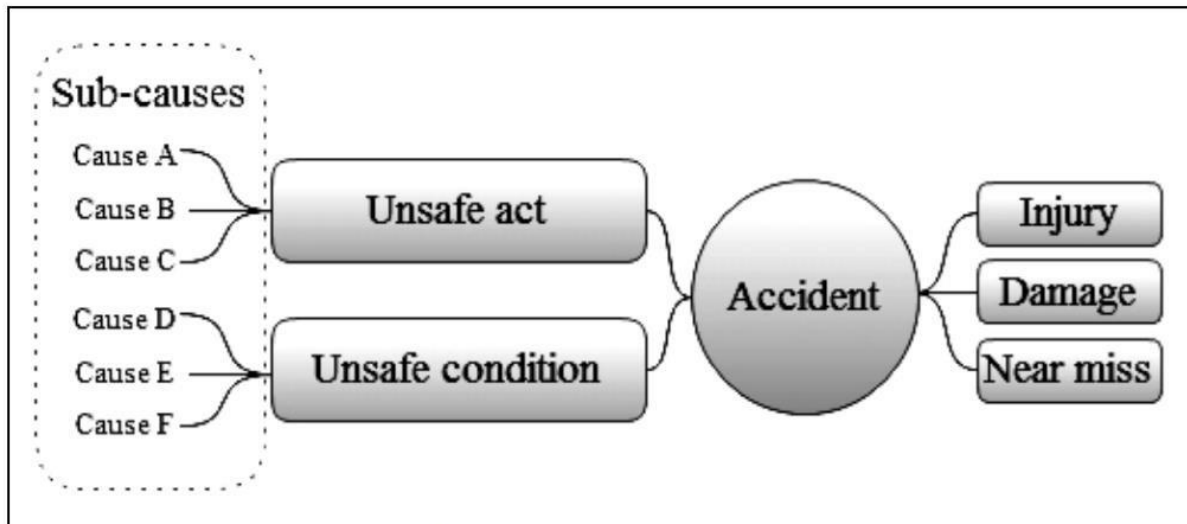 Sub-causes
Cause A
Cause B
Cause C
Cause D
Cause E
Cause F
Unsafe act
Unsafe condition
Accident
Injury
Damage
Near miss